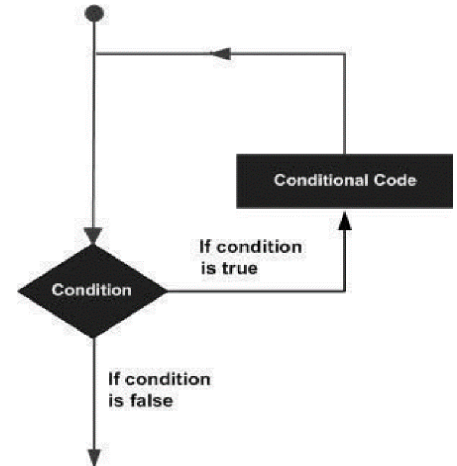 Conditional Code
If condition
is true
Condition
If condition
is false